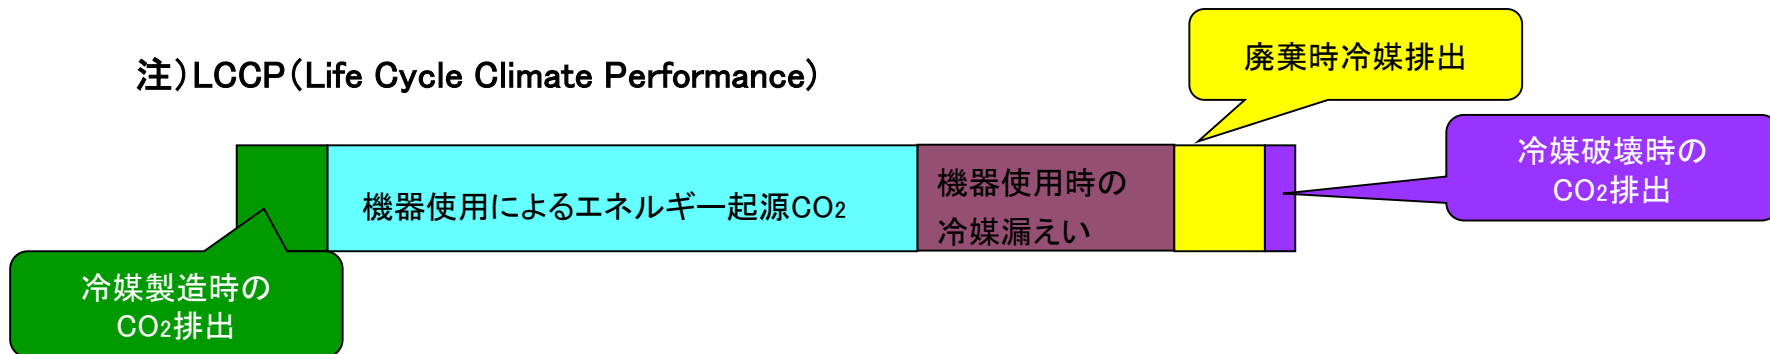 注）LCCP（Life Cycle Climate Performance）
廃棄時冷媒排出
冷媒破壊時の
CO2排出
機器使用によるエネルギー起源CO2
機器使用時の
冷媒漏えい
冷媒製造時の
CO2排出